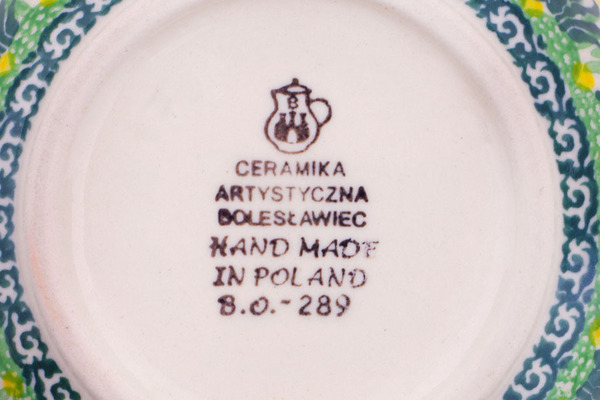 B
CERAMIKA
ARTYSTYCZNA
BOLESŁAWIEC
HAND MADE
IN POLAND
B.O.-289